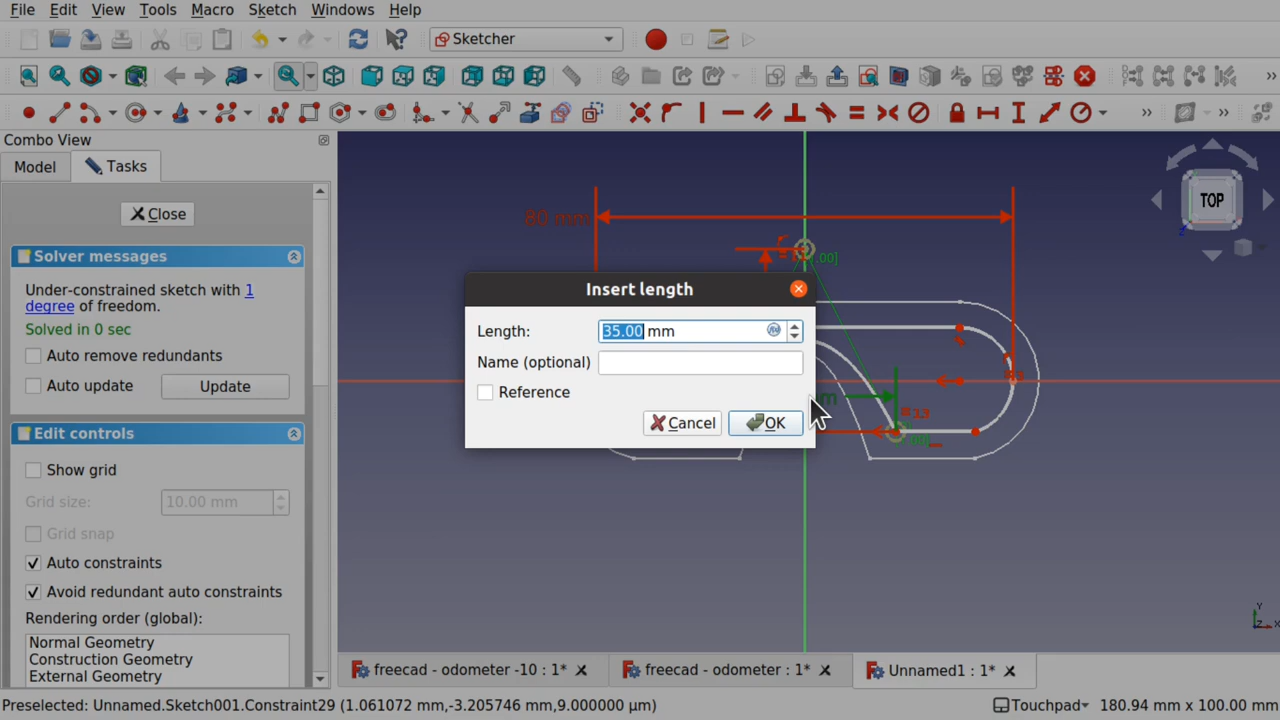 File Edit View Tools Macro Sketch Windows Help
Sketcher
Combo View
Model Tasks
Close
Solver messages
Under-constrained sketch with 1
degree of freedom.
Solved in 0 sec
Auto remove redundants
Auto update Update
Edit controls
Show grid
Grid size: 10.00 mm
Grid snap
Auto constraints
Avoid redundant auto constraints
Rendering order (global):
Normal Geometry
Construction Geometry
External Geometry
80 mm
TOP
Insert length
Length: 35.00 mm
Name (optional)
Reference
Cancel OK
Y
Z X
freecad - odometer -10 : 1* freecad - odometer : 1* Unnamed1 : 1*
Preselected: Unnamed.Sketch001.Constraint29 (1.061072 mm,-3.205746 mm,9.000000 µm) Touchpad 180.94 mm x 100.00 mm